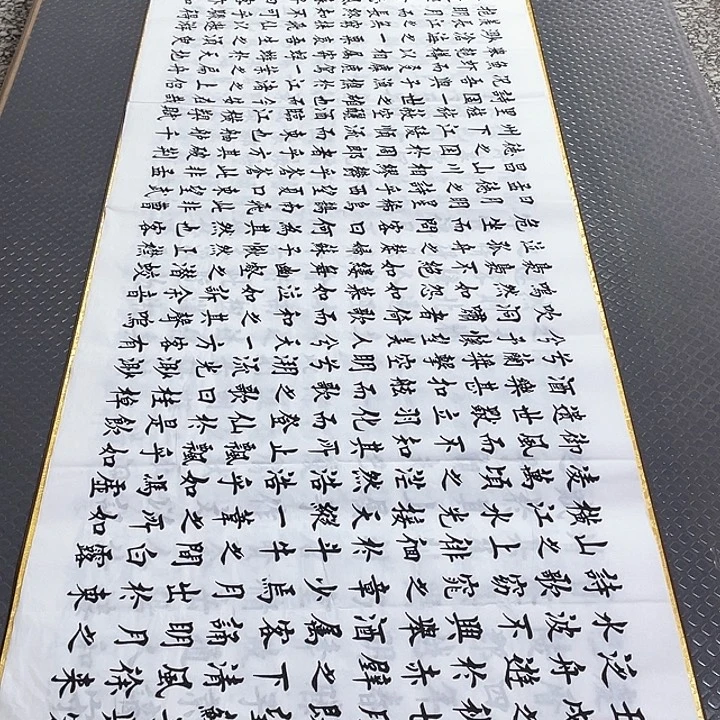 壬戌之秋七月
泛舟遊於赤壁之下清風徐來
水波不興舉酒屬客誦明月之
詩歌窈窕之章少焉月出於東
山之上徘徊於斗牛之間白露
橫江水光接天縱一葦之所如
凌萬頃之茫然浩浩乎如馮虛
御風而不知其所止飄飄乎如
遺世獨立羽化而登仙於是飲
酒樂甚扣舷而歌之歌曰桂棹
兮蘭槳擊空明兮溯流光渺渺
兮予懷望美人兮天一方客有
吹洞簫者倚歌而和之其聲嗚
嗚然如怨如慕如泣如訴餘音
嫋嫋不絕如縷舞幽壑之潛蛟
泣孤舟之嫠婦蘇子愀然正襟
危坐而問客曰何為其然也客
曰月明星稀烏鵲南飛此非曹
孟德之詩乎西望夏口東望武
昌山川相繆鬱乎蒼蒼此非孟
德之困於周郎者乎方其破荊
州下江陵順流而東也舳艫千
里旌旗蔽空釃酒臨江橫槊賦
詩固一世之雄也而今安在哉
況吾與子漁樵於江渚之上侶
魚蝦而友麋鹿駕一葉之扁舟